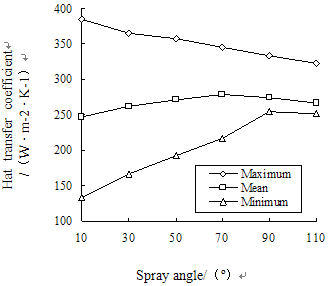 400
350
300
250
200
150
100
Hat transfer coefficient↵
/（W·m-2·K-1)
Maximum
Mean
Minimum
10 30 50 70 90 110
Spray angle/（°）↵